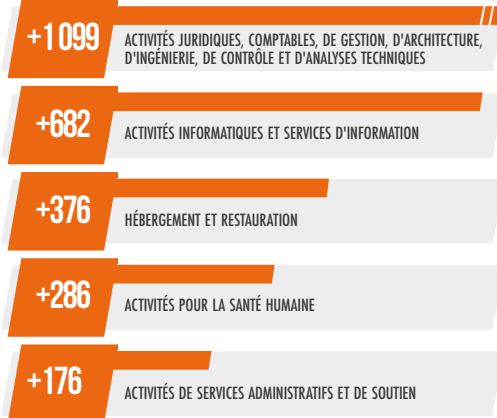 +1 099
ACTIVITÉS JURIDIQUES, COMPTABLES, DE GESTION, D'ARCHITECTURE,
D'INGÉNIERIE, DE CONTRÔLE ET D'ANALYSES TECHNIQUES
+682
ACTIVITÉS INFORMATIQUES ET SERVICES D'INFORMATION
+376
HÉBERGEMENT ET RESTAURATION
+286
ACTIVITÉS POUR LA SANTÉ HUMAINE
+176
ACTIVITÉS DE SERVICES ADMINISTRATIFS ET DE SOUTIEN